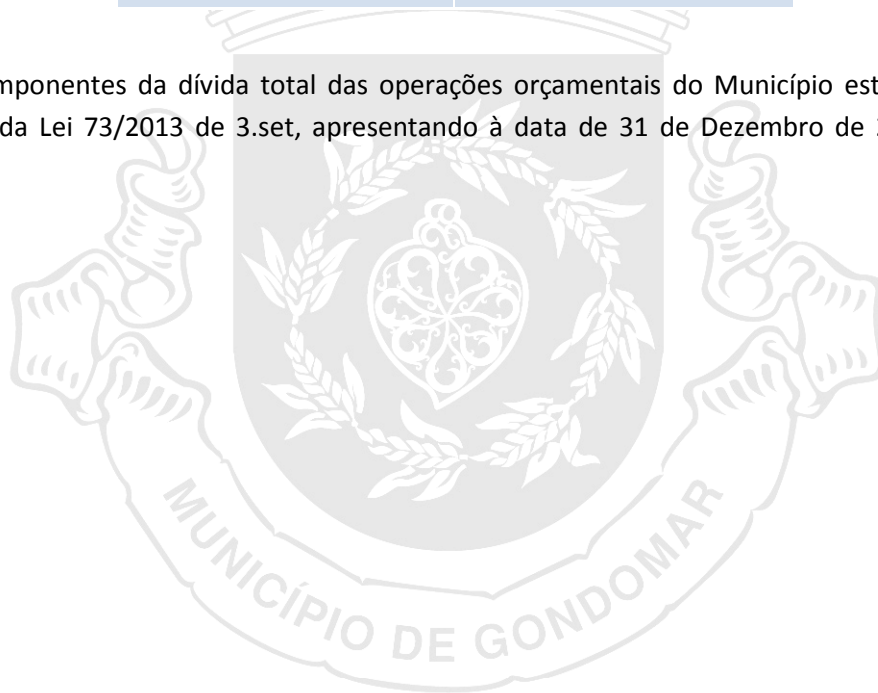 mponentes da dívida total das operações orçamentais do Município est
da Lei 73/2013 de 3.set, apresentando à data de 31 de Dezembro de
MUNICÍPIO DE GONDOMAR